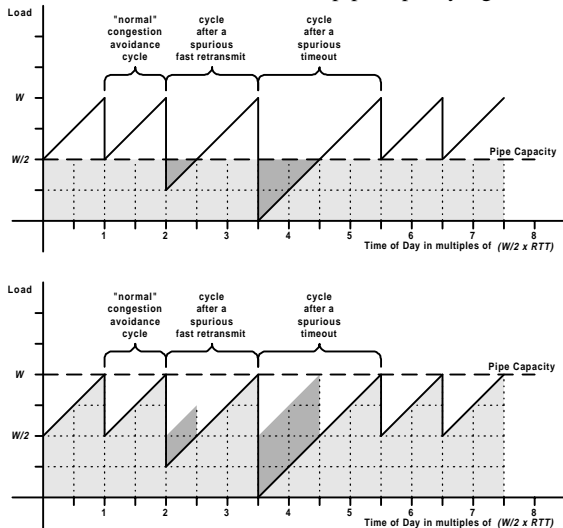 pipe capacity
Load
"normal"
congestion
avoidance
cycle
cycle
after a
spurious
fast retransmit
cycle
after a
spurious
timeout
W
W/2
Pipe Capacity
1 2 3 4 5 6 7 8
Time of Day in multiples of (W/2 x RTT)
Load
"normal"
congestion
avoidance
cycle
cycle
after a
spurious
fast retransmit
cycle
after a
spurious
timeout
Pipe Capacity
W
W/2
1 2 3 4 5 6 7 8
Time of Day in multiples of (W/2 x RTT)